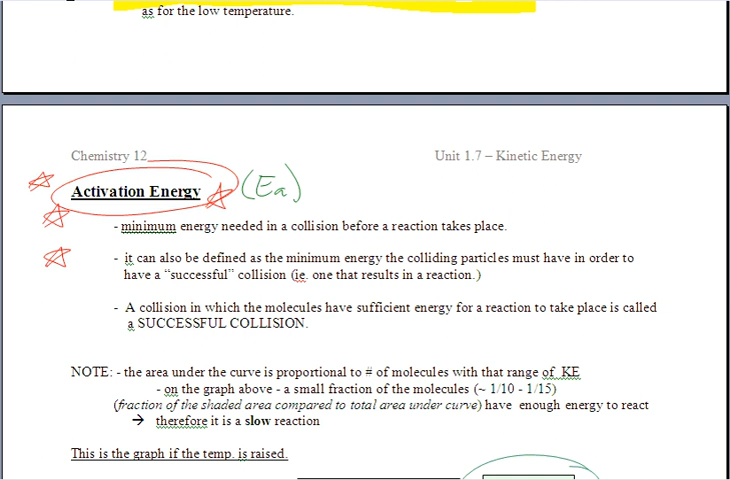 as for the low temperature.
Chemistry 12 Unit 1.7 – Kinetic Energy
Activation Energy (Ea)
- minimum energy needed in a collision before a reaction takes place.
- it can also be defined as the minimum energy the colliding particles must have in order to
have a “successful” collision (ie. one that results in a reaction.)
- A collision in which the molecules have sufficient energy for a reaction to take place is called
a SUCCESSFUL COLLISION.
NOTE: - the area under the curve is proportional to # of molecules with that range of KE
- on the graph above - a small fraction of the molecules (~ 1/10 - 1/15)
(fraction of the shaded area compared to total area under curve) have enough energy to react
→ therefore it is a slow reaction
This is the graph if the temp. is raised.